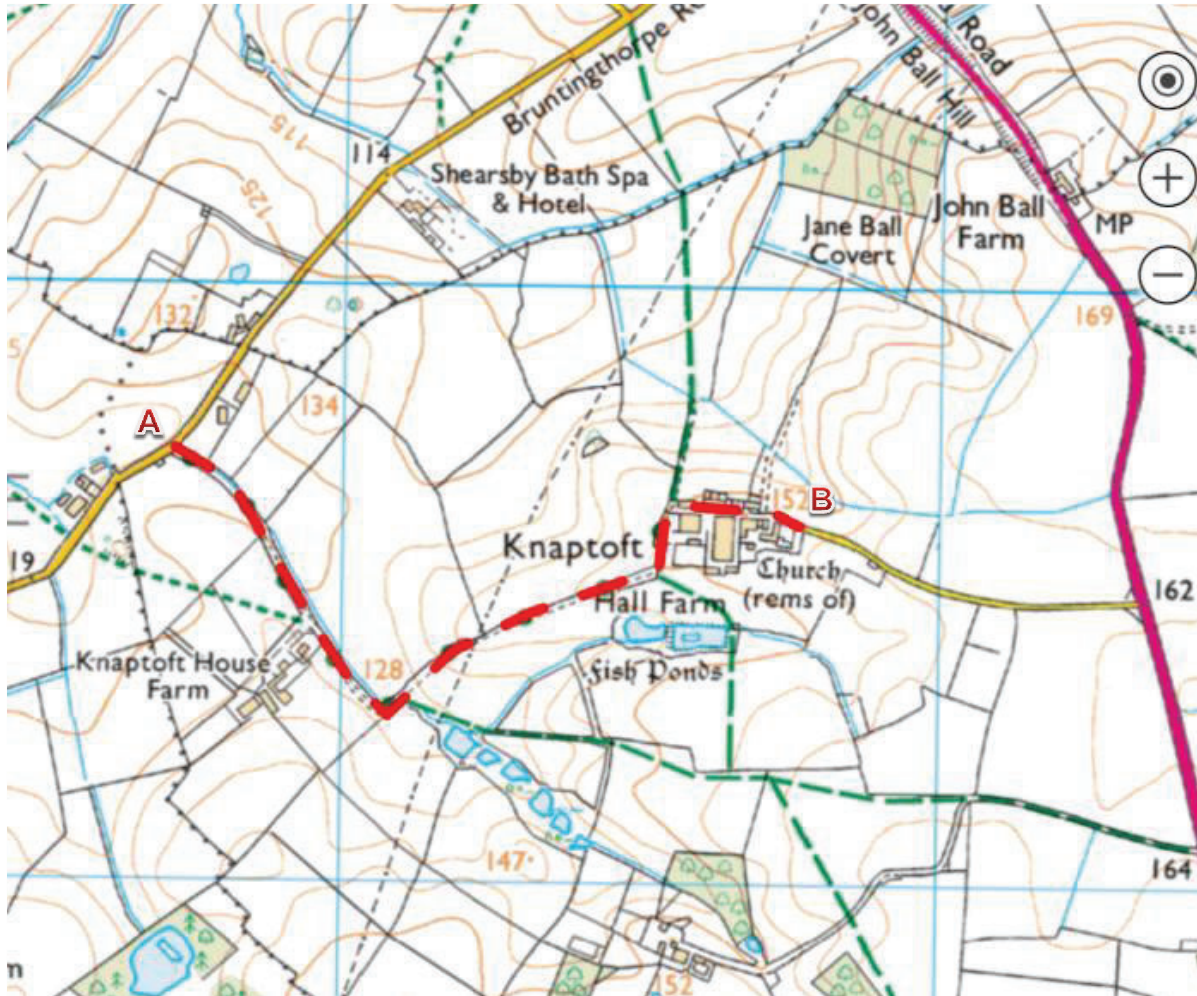 Road
John Ball Hill
Bruntingthorpe
115
114
125
Shearsby Bath Spa
& Hotel
Jane Ball
Covert
John Ball
Farm
MP
132
169
5
134
A
152
B
19
Knaptoft
Church
(rems of)
162
Hall Farm
Knaptoft House
Farm
128
fish Ponds
147
164
m
152